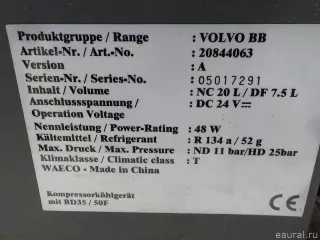 Produktgruppe / Range : VOLVO BB
Artikel-Nr. / Art.-No. : 20844063
Version : A
Serien-Nr. / Series-No. : 05017291
Inhalt / Volume : NC 20 L / DF 7.5 L
Anschlussspannung / : DC 24 V⎓
Operation Voltage
Nennleistung / Power-Rating : 48 W
Kältemittel / Refrigerant : R 134 a / 52 g
Max. Druck / Max. Pressure : ND 11 bar/HD 25bar
Klimaklasse / Climatic class : T
WAECO - Made in China
Kompressorkühlgerät
mit BD35 / 50F
CE
eaural.ru